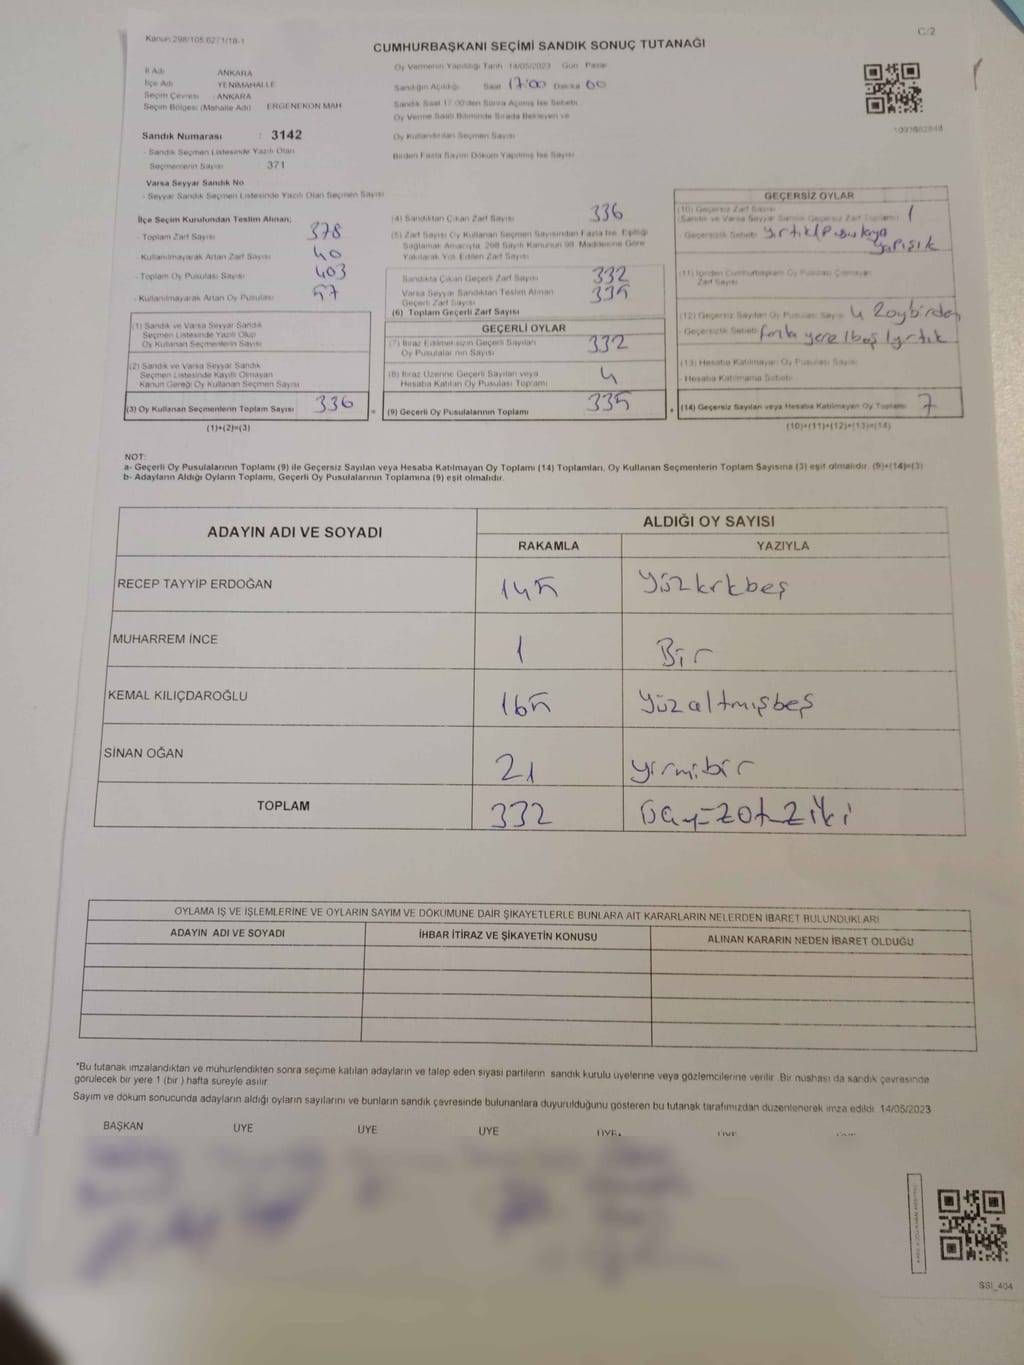 Kanun 298/105.6271/18-1
C/2
CUMHURBAŞKANI SEÇİMİ SANDIK SONUÇ TUTANAĞI
İl Adı ANKARA
İlçe Adı YENİMAHALLE
Seçim Çevresi : ANKARA
Seçim Bölgesi (Mahalle Adı) ERGENEKON MAH
Sandık Numarası : 3142
- Sandık Seçmen Listesinde Yazılı Olan
Seçmenlerin Sayısı 371
Varsa Seyyar Sandık No
- Seyyar Sandık Seçmen Listesinde Yazılı Olan Seçmen Sayısı
Oy Vermenin Yapıldığı Tarih 14/05/2023 Gün Pazar
Sandığın Açıldığı Saat 17:00 Dakika 00
Sandık Saat 17.00'den Sonra Açılmış İse Sebebi
Oy Verme Saati Bitiminde Sırada Bekleyen ve
Oy Kullandırılan Seçmen Sayısı
Birden Fazla Sayım Döküm Yapılmış İse Sayısı
1091682848
İlçe Seçim Kurulundan Teslim Alınan;
- Toplam Zarf Sayısı 378
- Kullanılmayarak Artan Zarf Sayısı 40
- Toplam Oy Pusulası Sayısı 403
- Kullanılmayarak Artan Oy Pusulası 57
(1) Sandık ve Varsa Seyyar Sandık
Seçmen Listesinde Yazılı Olup
Oy Kullanan Seçmenlerin Sayısı
(2) Sandık ve Varsa Seyyar Sandık
Seçmen Listesinde Kayıtlı Olmayan
Kanun Gereği Oy Kullanan Seçmen Sayısı
(3) Oy Kullanan Seçmenlerin Toplam Sayısı 336
(1)+(2)=(3)
(4) Sandıktan Çıkan Zarf Sayısı 336
(5) Zarf Sayısı Oy Kullanan Seçmen Sayısından Fazla İse, Eşitliği
Sağlamak Amacıyla 298 Sayılı Kanunun 98. Maddesine Göre
Yakılarak Yok Edilen Zarf Sayısı
Sandıkta Çıkan Geçerli Zarf Sayısı 332
Varsa Seyyar Sandıktan Teslim Alınan
Geçerli Zarf Sayısı 335
(6) Toplam Geçerli Zarf Sayısı
GEÇERLİ OYLAR
(7) İtiraz Edilmeksizin Geçerli Sayılan
Oy Pusulalarının Sayısı 332
(8) İtiraz Üzerine Geçerli Sayılan veya
Hesaba Katılan Oy Pusulası Toplamı 4
(9) Geçerli Oy Pusulalarının Toplamı 335
GEÇERSİZ OYLAR
(10) Geçersiz Zarf Sayısı
(Sandık ve Varsa Seyyar Sandık Geçersiz Zarf Toplamı) 1
- Geçersizlik Sebebi Yırtık(Pusulaya
yapışık
(11) İçinden Cumhurbaşkanı Oy Pusulası Çıkmayan
Zarf Sayısı
(12) Geçersiz Sayılan Oy Pusulası Sayısı 4 2oybirden
Geçersizlik Sebebi fazla yere 1boş 1yırtık
(13) Hesaba Katılmayan Oy Pusulası Sayısı
- Hesaba Katılmama Sebebi
(14) Geçersiz Sayılan veya Hesaba Katılmayan Oy Toplamı 7
(10)+(11)+(12)+(13)=(14)
NOT:
a- Geçerli Oy Pusulalarının Toplamı (9) ile Geçersiz Sayılan veya Hesaba Katılmayan Oy Toplamı (14) Toplamları, Oy Kullanan Seçmenlerin Toplam Sayısına (3) eşit olmalıdır. (9)+(14)=(3)
b- Adayların Aldığı Oyların Toplamı, Geçerli Oy Pusulalarının Toplamına (9) eşit olmalıdır.
ADAYIN ADI VE SOYADI
ALDIĞI OY SAYISI
RAKAMLA YAZIYLA
RECEP TAYYİP ERDOĞAN 145 Yüzkırkbeş
MUHARREM İNCE 1 Bir
KEMAL KILIÇDAROĞLU 165 Yüzaltmışbeş
SİNAN OĞAN 21 yirmibir
TOPLAM 332
OYLAMA İŞ VE İŞLEMLERİNE VE OYLARIN SAYIM VE DÖKÜMÜNE DAİR ŞİKAYETLERLE BUNLARA AİT KARARLARIN NELERDEN İBARET BULUNDUKLARI
ADAYIN ADI VE SOYADI İHBAR İTİRAZ VE ŞİKAYETİN KONUSU ALINAN KARARIN NEDEN İBARET OLDUĞU
*Bu tutanak imzalandıktan ve mühürlendikten sonra seçime katılan adayların ve talep eden siyasi partilerin sandık kurulu üyelerine veya gözlemcilerine verilir .Bir nüshası da sandık çevresinde
görülecek bir yere 1 (bir ) hafta süreyle asılır
Sayım ve döküm sonucunda adayların aldığı oyların sayılarını ve bunların sandık çevresinde bulunanlara duyurulduğunu gösteren bu tutanak tarafımızdan düzenlenerek imza edildi. 14/05/2023
BAŞKAN ÜYE ÜYE ÜYE ÜYE ÜYE
SSI_404